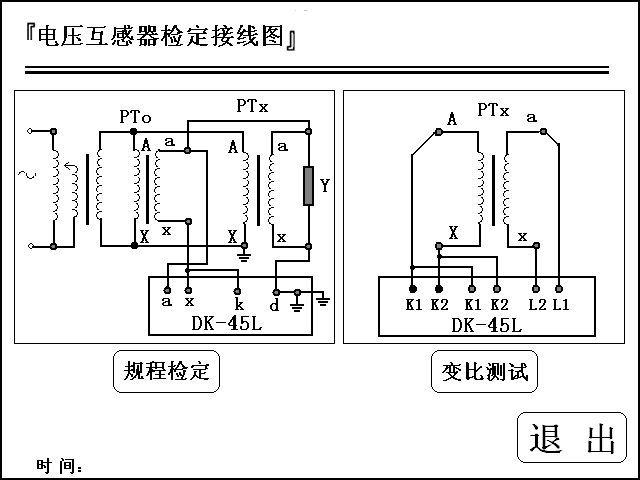 『电压互感器检定接线图』
PTo PTx
A a A a
Y
X x X x
a x k d
DK-45L
规程检定
PTx
A a
X x
K1 K2 K1 K2 L2 L1
DK-45L
变比测试
退 出
时 间: